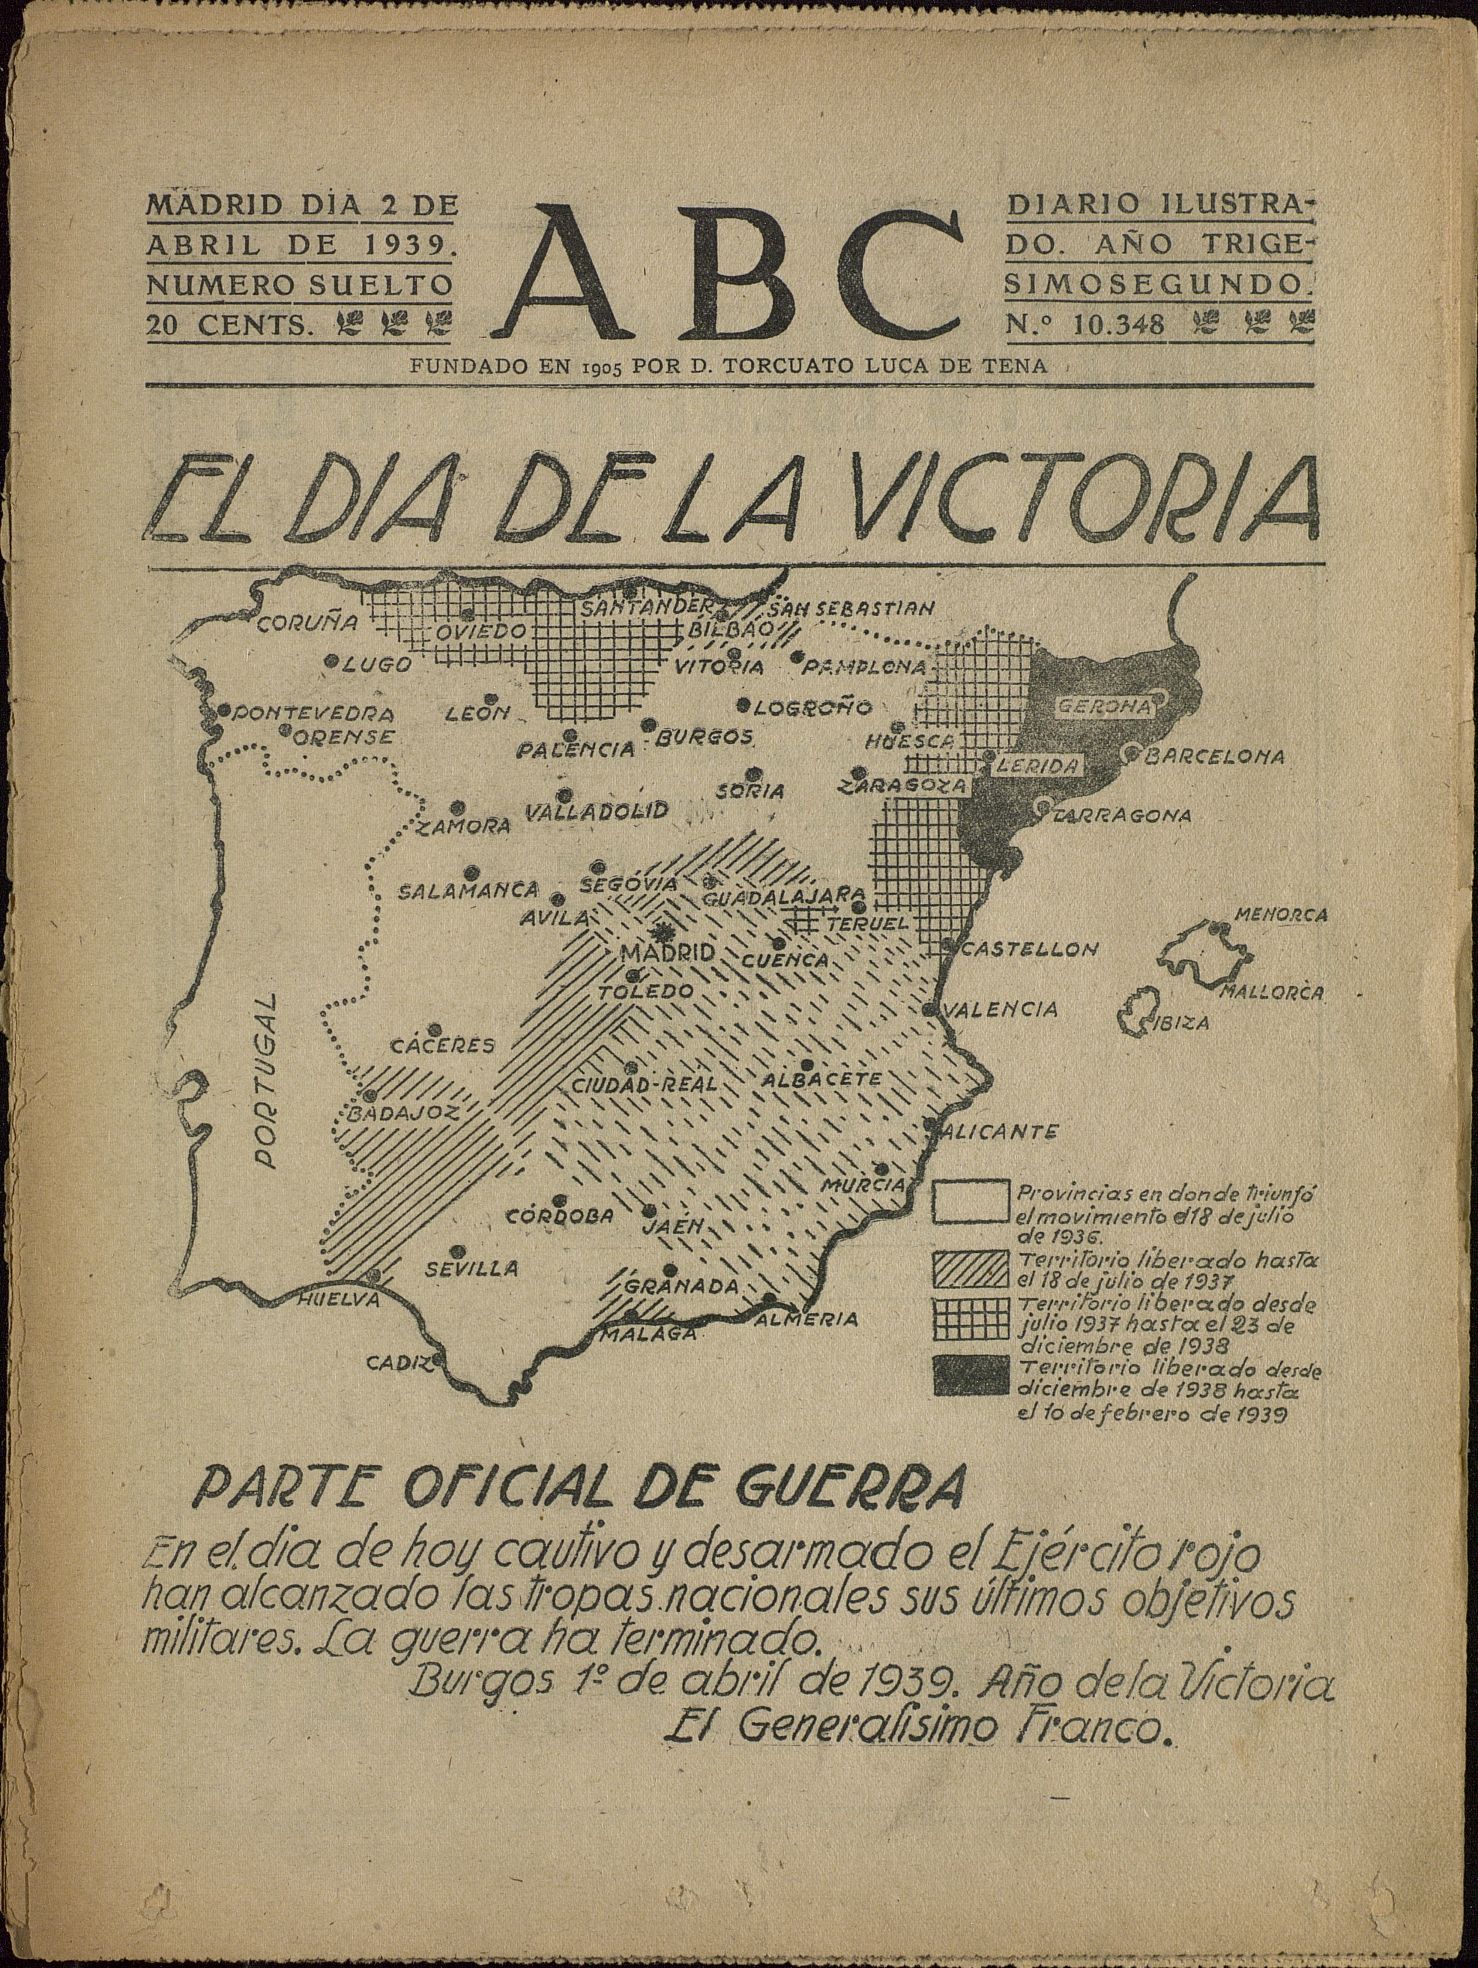 MADRID DIA 2 DE
ABRIL DE 1939.
NUMERO SUELTO
20 CENTS.
ABC
DIARIO ILUSTRA-
DO. AÑO TRIGE-
SIMOSEGUNDO.
N.º 10.348
FUNDADO EN 1905 POR D. TORCUATO LUCA DE TENA
EL DIA DE LA VICTORIA
CORUÑA
OVIEDO
SANTANDER
BILBAO
SAN SEBASTIAN
LUGO
VITORIA
PAMPLONA
PONTEVEDRA
LEÓN
LOGROÑO
GERONA
ORENSE
PALENCIA
BURGOS
HUESCA
LERIDA
BARCELONA
ZAMORA
VALLADOLID
SORIA
ZARAGOZA
TARRAGONA
SALAMANCA
SEGÓVIA
GUADALAJARA
AVILA
TERUEL
MENORCA
MADRID
CUENCA
CASTELLON
TOLEDO
MALLORCA
VALENCIA
IBIZA
CÁCERES
PORTUGAL
CIUDAD-REAL
ALBACETE
BADAJOZ
ALICANTE
MURCIA
CÓRDOBA
JAÉN
SEVILLA
GRANADA
HUELVA
MALAGA
ALMERIA
CADIZ
Provincias en donde triunfó
el movimiento el 18 de julio
de 1936.
Territorio liberado hasta
el 18 de julio de 1937
Territorio liberado desde
julio 1937 hasta el 23 de
diciembre de 1938
Territorio liberado desde
diciembre de 1938 hasta
el 10 de febrero de 1939
PARTE OFICIAL DE GUERRA
En el dia de hoy cautivo y desarmado el Ejército rojo
han alcanzado las tropas nacionales sus últimos objetivos
militares. La guerra ha terminado.
Burgos 1º de abril de 1939. Año de la Victoria
El Generalísimo Franco.